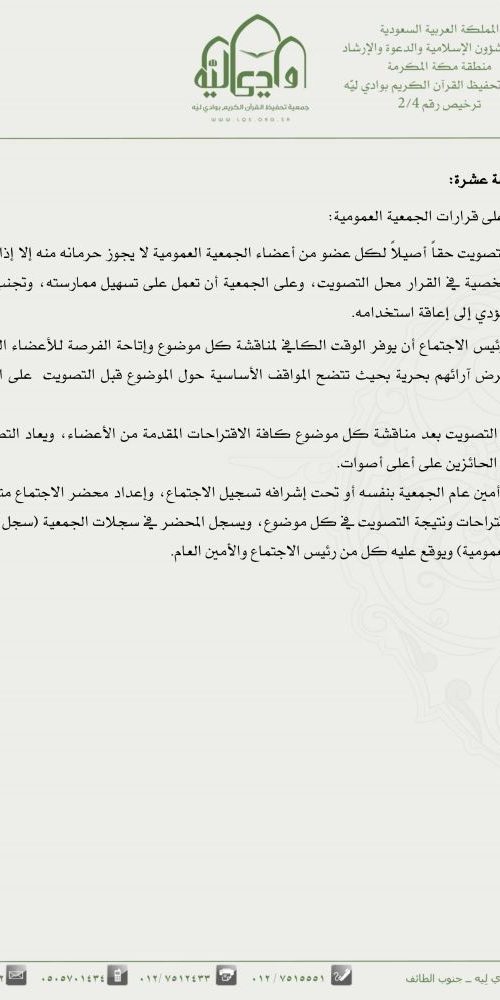 المملكة العربية السعودية
شؤون الإسلامية والدعوة والإرشاد
منطقة مكة المكرمة
تحفيظ القرآن الكريم بوادي ليّه
ترخيص رقم 2/4
وادي ليّه
جمعية تحفيظ القرآن الكريم بوادي ليه
WWW.LQS.ORG.SA
ة عشرة:
على قرارات الجمعية العمومية:
تصويت حقاً أصيلاً لكل عضو من أعضاء الجمعية العمومية لا يجوز حرمانه منه إلا إذا
خصية في القرار محل التصويت، وعلى الجمعية أن تعمل على تسهيل ممارسته، وتجنب
ؤدي إلى إعاقة استخدامه.
رئيس الاجتماع أن يوفر الوقت الكافي لمناقشة كل موضوع وإتاحة الفرصة للأعضاء
رض آرائهم بحرية بحيث تتضح المواقف الأساسية حول الموضوع قبل التصويت على
التصويت بعد مناقشة كل موضوع كافة الاقتراحات المقدمة من الأعضاء، ويعاد
الحائزين على أعلى أصوات.
أمين عام الجمعية بنفسه أو تحت إشرافه تسجيل الاجتماع، وإعداد محضر الاجتماع
تراحات ونتيجة التصويت في كل موضوع، ويسجل المحضر في سجلات الجمعية (سجل
عمومية) ويوقع عليه كل من رئيس الاجتماع والأمين العام.
ي ليه – جنوب الطائف
٠١٢/ ٧٥١٥٥٥١
٠١٢/ ٧٥١٢٤٣٣
٠٥٠٥٧٠١٤٣٤